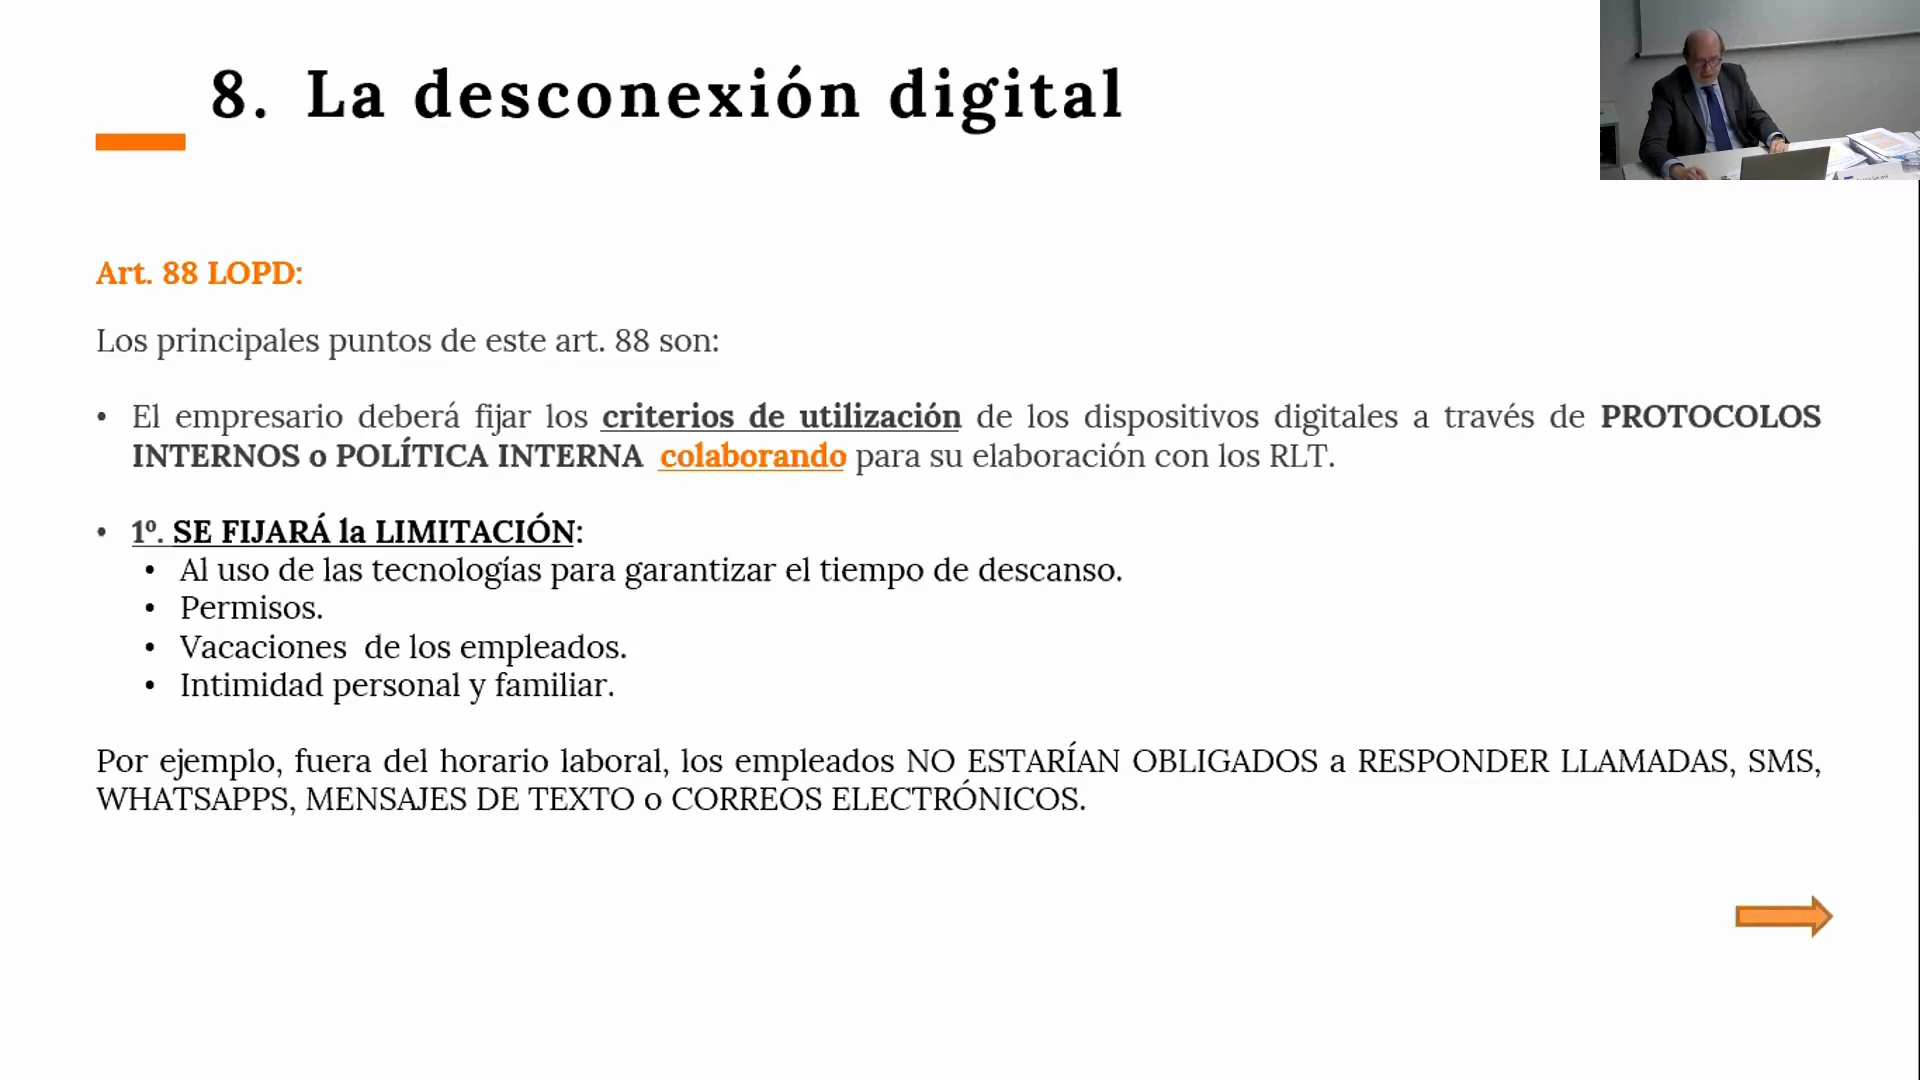 8. La desconexión digital
Art. 88 LOPD:
Los principales puntos de este art. 88 son:
• El empresario deberá fijar los criterios de utilización de los dispositivos digitales a través de PROTOCOLOS
INTERNOS o POLÍTICA INTERNA colaborando para su elaboración con los RLT.
• 1º. SE FIJARÁ la LIMITACIÓN:
• Al uso de las tecnologías para garantizar el tiempo de descanso.
• Permisos.
• Vacaciones de los empleados.
• Intimidad personal y familiar.
Por ejemplo, fuera del horario laboral, los empleados NO ESTARÍAN OBLIGADOS a RESPONDER LLAMADAS, SMS,
WHATSAPPS, MENSAJES DE TEXTO o CORREOS ELECTRÓNICOS.